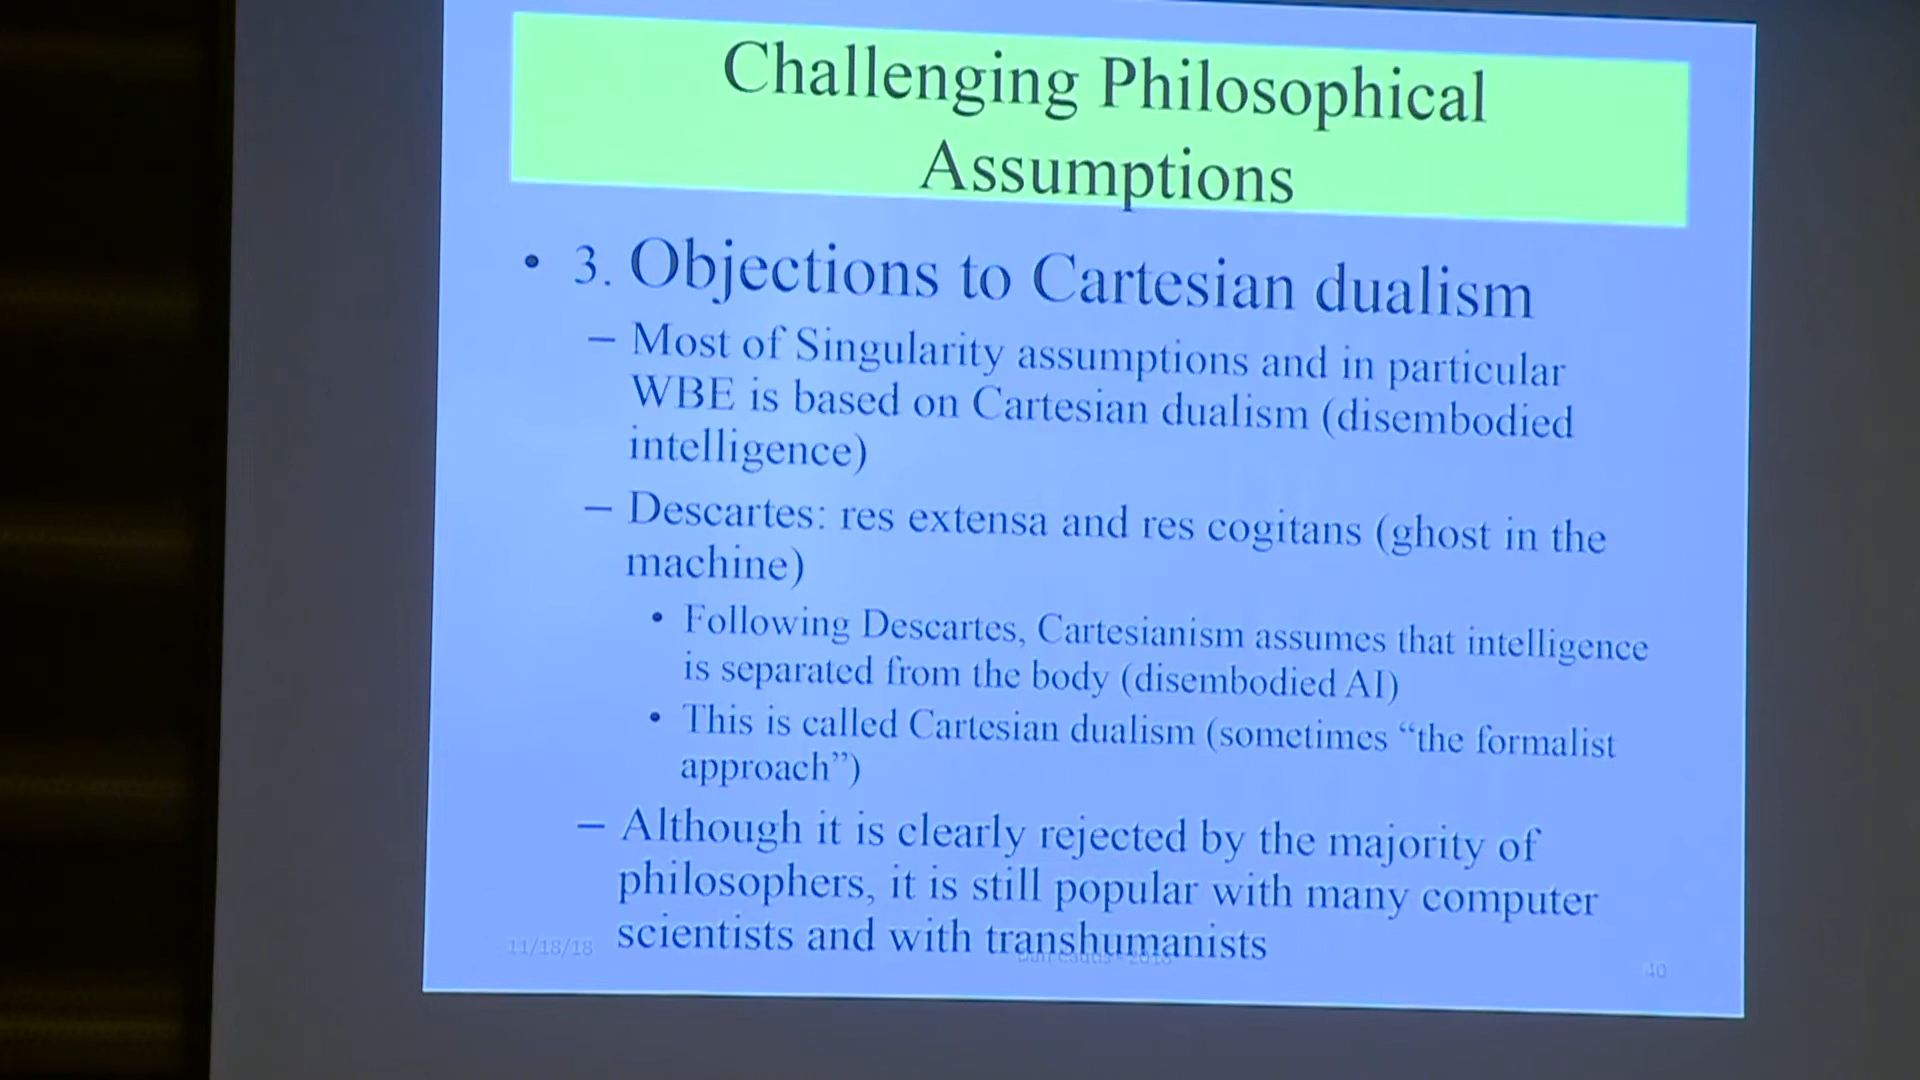 Challenging Philosophical
Assumptions
• 3. Objections to Cartesian dualism
– Most of Singularity assumptions and in particular
WBE is based on Cartesian dualism (disembodied
intelligence)
– Descartes: res extensa and res cogitans (ghost in the
machine)
• Following Descartes, Cartesianism assumes that intelligence
is separated from the body (disembodied AI)
• This is called Cartesian dualism (sometimes “the formalist
approach”)
– Although it is clearly rejected by the majority of
philosophers, it is still popular with many computer
scientists and with transhumanists
11/18/18
40